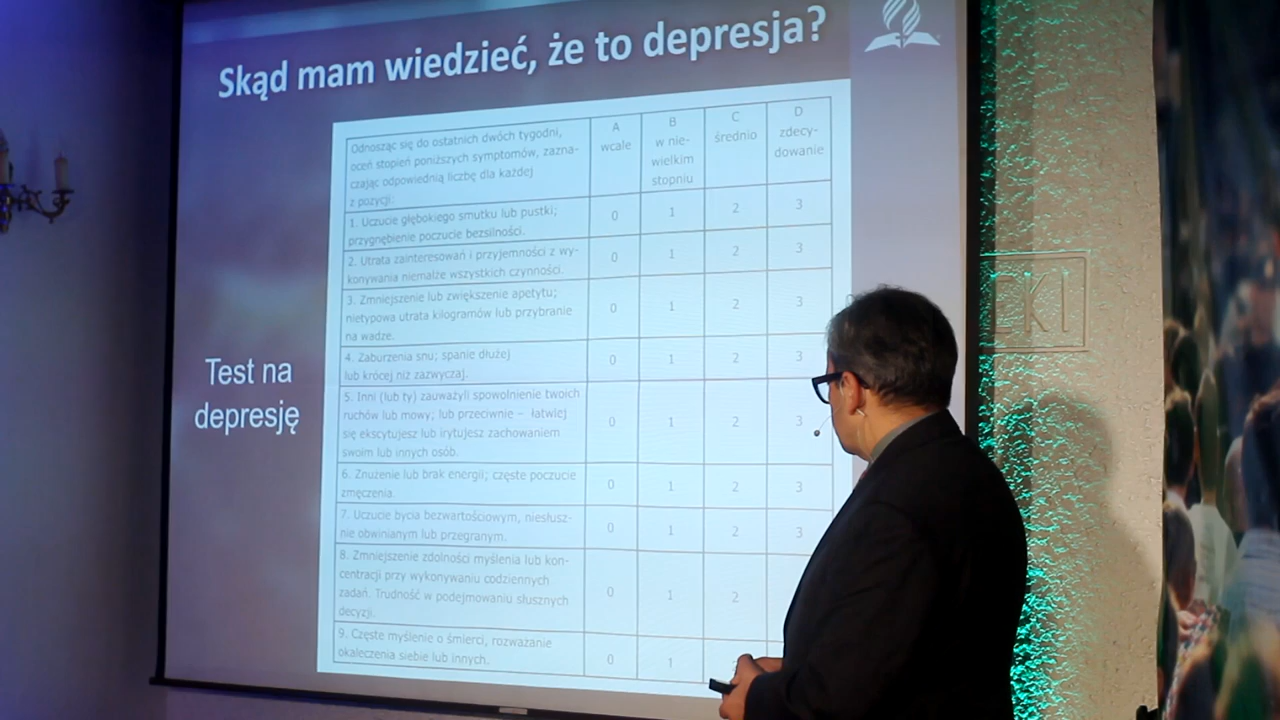 Skąd mam wiedzieć, że to depresja?
Test na
depresję
Odnosząc się do ostatnich dwóch tygodni,
oceń stopień poniższych symptomów, zazna-
czając odpowiednią liczbę dla każdej
z pozycji:
A
wcale
B
w nie-
wielkim
stopniu
C
średnio
D
zdecy-
dowanie
1. Uczucie głębokiego smutku lub pustki;
przygnębienie poczucie bezsilności.
0 1 2 3
2. Utrata zainteresowań i przyjemności z wy-
konywania niemalże wszystkich czynności.
0 1 2 3
3. Zmniejszenie lub zwiększenie apetytu;
nietypowa utrata kilogramów lub przybranie
na wadze.
0 1 2 3
4. Zaburzenia snu; spanie dłużej
lub krócej niż zazwyczaj.
0 1 2 3
5. Inni (lub ty) zauważyli spowolnienie twoich
ruchów lub mowy; lub przeciwnie – łatwiej
się ekscytujesz lub irytujesz zachowaniem
swoim lub innych osób.
0 1 2 3
6. Znużenie lub brak energii; częste poczucie
zmęczenia.
0 1 2 3
7. Uczucie bycia bezwartościowym, niesłusz-
nie obwinianym lub przegranym.
0 1 2 3
8. Zmniejszenie zdolności myślenia lub kon-
centracji przy wykonywaniu codziennych
zadań. Trudność w podejmowaniu słusznych
decyzji.
0 1 2
9. Częste myślenie o śmierci, rozważanie
okaleczenia siebie lub innych.
0 1
CKI